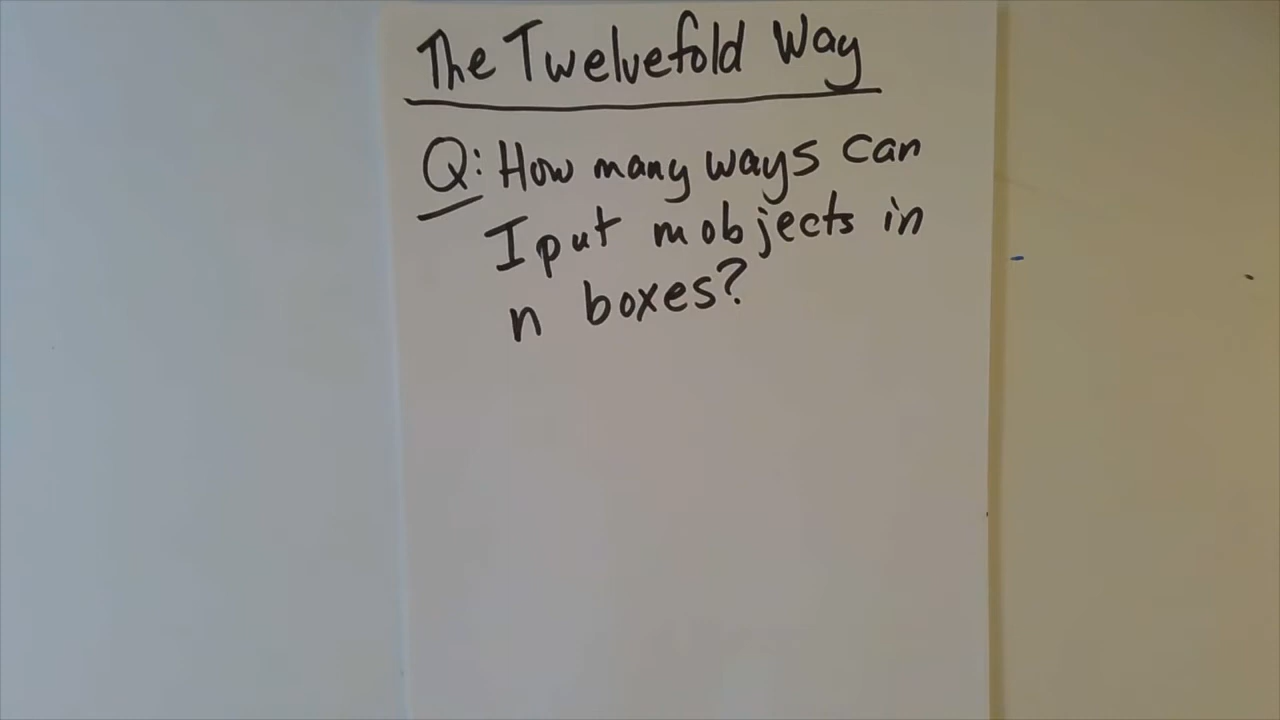 The Twelvefold Way
Q: How many ways can
I put m objects in
n boxes?